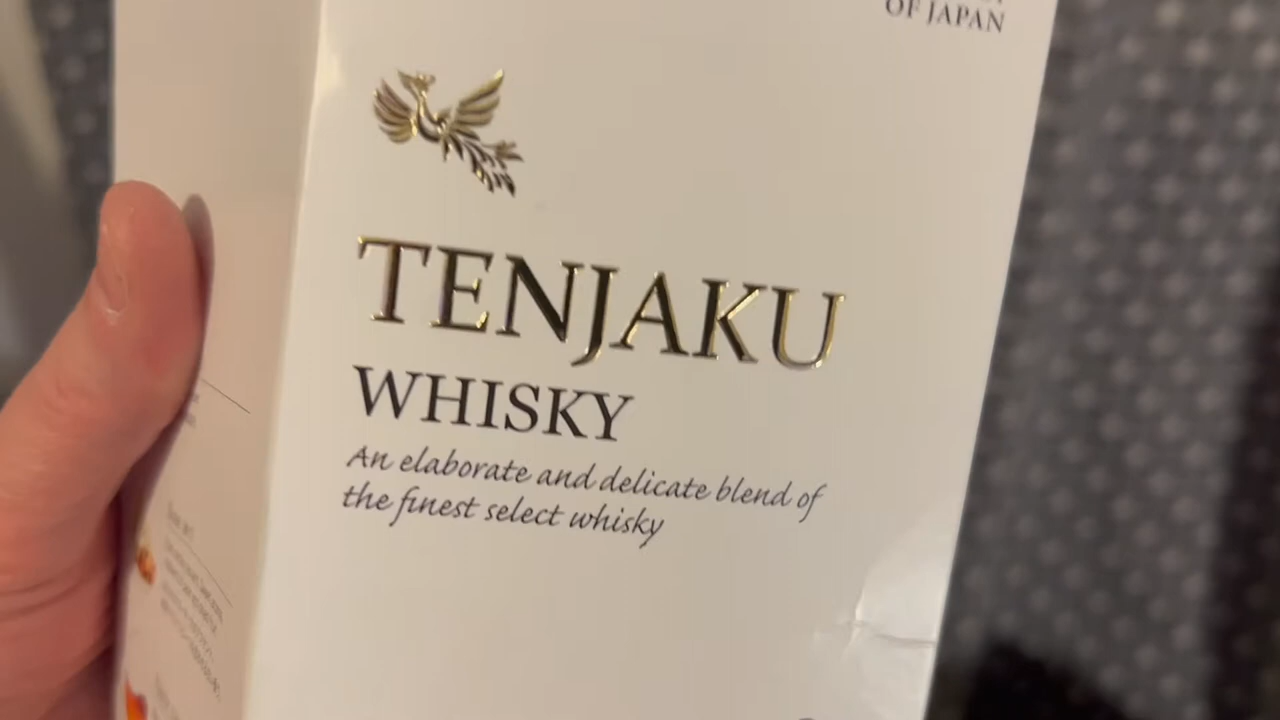 OF JAPAN
TENJAKU
WHISKY
An elaborate and delicate blend of
the finest select whisky